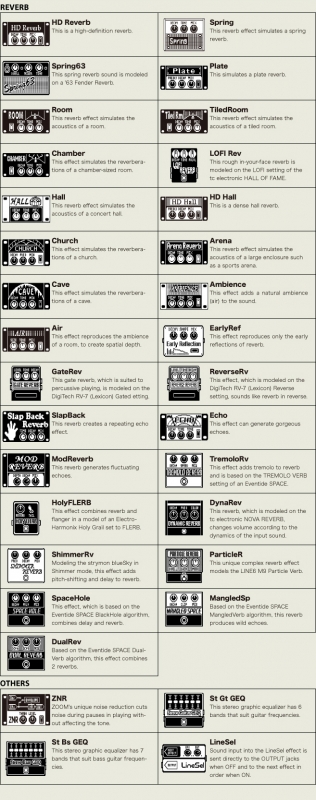 REVERB
HD Reverb
This is a high-definition reverb.
Spring
This reverb effect simulates a spring
reverb.
Spring63
This spring reverb sound is modeled
on a '63 Fender Reverb.
Plate
This simulates a plate reverb.
Room
This reverb effect simulates the
acoustics of a room.
TiledRoom
This reverb effect simulates the
acoustics of a tiled room.
Chamber
This effect simulates the reverbera-
tions of a chamber-sized room.
LOFI Rev
This rough in-your-face reverb is
modeled on the LOFI setting of the
tc electronic HALL OF FAME.
Hall
This reverb effect simulates the
acoustics of a concert hall.
HD Hall
This is a dense hall reverb.
Church
This effect simulates the reverbera-
tions of a church.
Arena
This reverb effect simulates the
acoustics of a large enclosure such
as a sports arena.
Cave
This effect simulates the reverbera-
tions of a cave.
Ambience
This effect adds a natural ambience
(air) to the sound.
Air
This effect reproduces the ambience
of a room, to create spatial depth.
EarlyRef
This effect reproduces only the early
reflections of reverb.
GateRev
This gate reverb, which is suited to
percussive playing, is modeled on the
DigiTech RV-7 (Lexicon) Gated etting.
ReverseRv
This effect, which is modeled on the
DigiTech RV-7 (Lexicon) Reverse
setting, sounds like reverb in reverse.
SlapBack
This reverb creates a repeating echo
effect.
Echo
This effect can generate gorgeous
echoes.
ModReverb
This reverb generates fluctuating
echoes.
TremoloRv
This effect adds tremolo to reverb
and is based on the TREMOLO VERB
setting of an Eventide SPACE.
HolyFLERB
This effect combines reverb and
flanger in a model of an Electro-
Harmonix Holy Grail set to FLERB.
DynaRev
This reverb, which is modeled on the
tc electronic NOVA REVERB,
changes volume according to the
dynamics of the input sound.
ShimmerRv
Modeling the strymon blueSky in
Shimmer mode, this effect adds
pitch-shifting and delay to reverb.
ParticleR
This unique complex reverb effect
models the LINE6 M9 Particle Verb.
SpaceHole
This effect, which is based on the
Eventide SPACE BlackHole algorithm,
combines delay and reverb.
MangledSp
Based on the Eventide SPACE
MangledVerb algorithm, this reverb
produces wild echoes.
DualRev
Based on the Eventide SPACE Dual-
Verb algorithm, this effect combines
2 reverbs.
OTHERS
ZNR
ZOOM's unique noise reduction cuts
noise during pauses in playing with-
out affecting the tone.
St Gt GEQ
This stereo graphic equalizer has 6
bands that suit guitar frequencies.
St Bs GEQ
This stereo graphic equalizer has 7
bands that suit bass guitar frequen-
cies.
LineSel
Sound input into the LineSel effect is
sent directly to the OUTPUT jacks
when OFF and to the next effect in
order when ON.